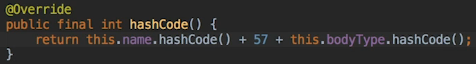 @Override
public final int hashCode() {
    return this.name.hashCode() + 57 + this.bodyType.hashCode();
}